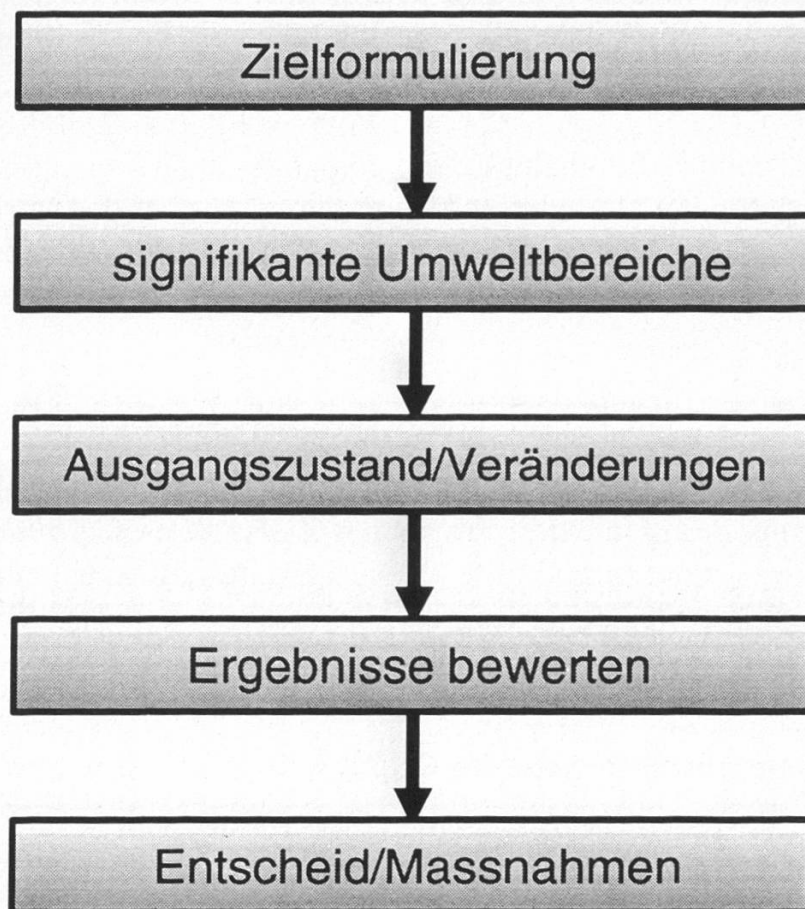 Zielformulierung
signifikante Umweltbereiche
Ausgangszustand/Veränderungen
Ergebnisse bewerten
Entscheid/Massnahmen